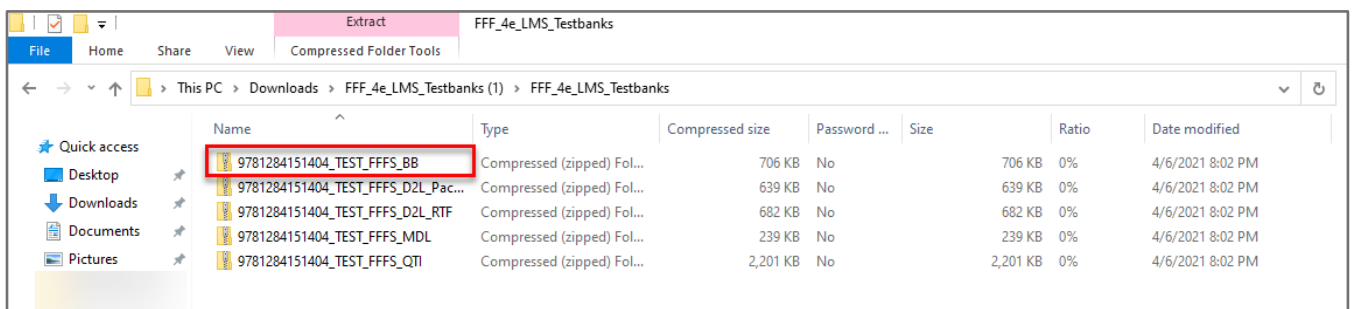 Extract FFF_4e_LMS_Testbanks
File Home Share View Compressed Folder Tools
This PC > Downloads > FFF_4e_LMS_Testbanks (1) > FFF_4e_LMS_Testbanks
Name Type Compressed size Password ... Size Ratio Date modified
Quick access
Desktop
Downloads
Documents
Pictures
9781284151404_TEST_FFFS_BB Compressed (zipped) Fol... 706 KB No 706 KB 0% 4/6/2021 8:02 PM
9781284151404_TEST_FFFS_D2L_Pac... Compressed (zipped) Fol... 639 KB No 639 KB 0% 4/6/2021 8:02 PM
9781284151404_TEST_FFFS_D2L_RTF Compressed (zipped) Fol... 682 KB No 682 KB 0% 4/6/2021 8:02 PM
9781284151404_TEST_FFFS_MDL Compressed (zipped) Fol... 239 KB No 239 KB 0% 4/6/2021 8:02 PM
9781284151404_TEST_FFFS_QTI Compressed (zipped) Fol... 2,201 KB No 2,201 KB 0% 4/6/2021 8:02 PM